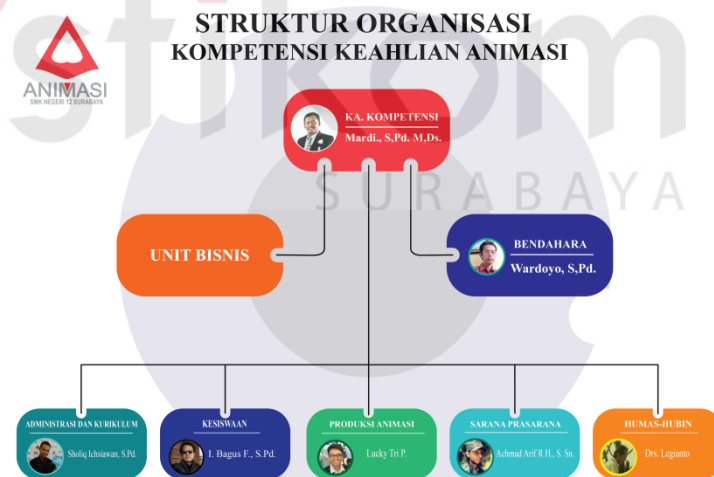 STRUKTUR ORGANISASI
KOMPETENSI KEAHLIAN ANIMASI
ANIMASI
SMK NEGERI 12 SURABAYA
stikom
SURABAYA
KA. KOMPETENSI
Mardi., S,Pd. M,Ds.
UNIT BISNIS
BENDAHARA
Wardoyo, S,Pd.
ADMINISTRASI DAN KURIKULUM
Sholiq Ichsiawan, S.Pd.
KESISWAAN
I. Bagus F., S.Pd.
PRODUKSI ANIMASI
Lucky Tri P.
SARANA PRASARANA
Achmad Arif R H., S. Sn.
HUMAS-HUBIN
Drs. Legianto